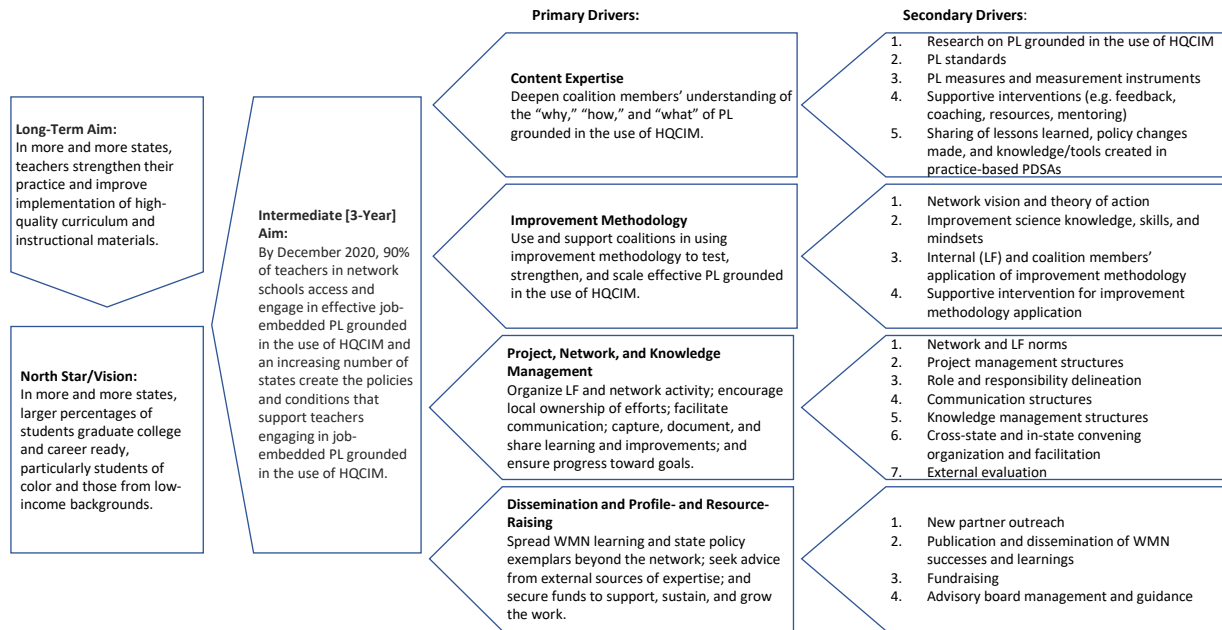 Primary Drivers:
Secondary Drivers:
Long-Term Aim:
In more and more states,
teachers strengthen their
practice and improve
implementation of high-
quality curriculum and
instructional materials.
North Star/Vision:
In more and more states,
larger percentages of
students graduate college
and career ready,
particularly students of
color and those from low-
income backgrounds.
Intermediate [3-Year]
Aim:
By December 2020, 90%
of teachers in network
schools access and
engage in effective job-
embedded PL grounded
in the use of HQCIM and
an increasing number of
states create the policies
and conditions that
support teachers
engaging in job-
embedded PL grounded
in the use of HQCIM.
Content Expertise
Deepen coalition members’ understanding of
the “why,” “how,” and “what” of PL
grounded in the use of HQCIM.
1. Research on PL grounded in the use of HQCIM
2. PL standards
3. PL measures and measurement instruments
4. Supportive interventions (e.g. feedback,
coaching, resources, mentoring)
5. Sharing of lessons learned, policy changes
made, and knowledge/tools created in
practice-based PDSAs
Improvement Methodology
Use and support coalitions in using
improvement methodology to test,
strengthen, and scale effective PL grounded
in the use of HQCIM.
1. Network vision and theory of action
2. Improvement science knowledge, skills, and
mindsets
3. Internal (LF) and coalition members’
application of improvement methodology
4. Supportive intervention for improvement
methodology application
Project, Network, and Knowledge
Management
Organize LF and network activity; encourage
local ownership of efforts; facilitate
communication; capture, document, and
share learning and improvements; and
ensure progress toward goals.
1. Network and LF norms
2. Project management structures
3. Role and responsibility delineation
4. Communication structures
5. Knowledge management structures
6. Cross-state and in-state convening
organization and facilitation
7. External evaluation
Dissemination and Profile- and Resource-
Raising
Spread WMN learning and state policy
exemplars beyond the network; seek advice
from external sources of expertise; and
secure funds to support, sustain, and grow
the work.
1. New partner outreach
2. Publication and dissemination of WMN
successes and learnings
3. Fundraising
4. Advisory board management and guidance